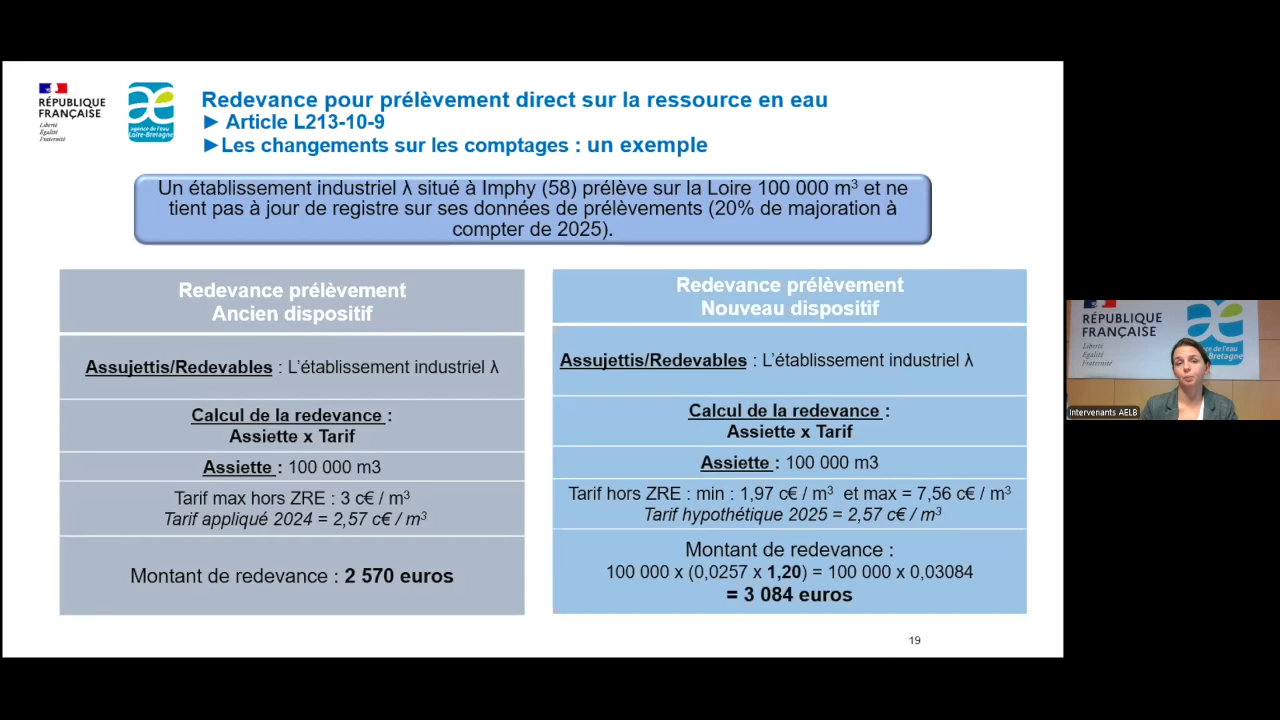 RÉPUBLIQUE
FRANÇAISE
Liberté
Égalité
Fraternité
agence de l'eau
Loire-Bretagne
Redevance pour prélèvement direct sur la ressource en eau
► Article L213-10-9
►Les changements sur les comptages : un exemple
Un établissement industriel λ situé à Imphy (58) prélève sur la Loire 100 000 m³ et ne
tient pas à jour de registre sur ses données de prélèvements (20% de majoration à
compter de 2025).
Redevance prélèvement
Ancien dispositif
Assujettis/Redevables : L'établissement industriel λ
Calcul de la redevance :
Assiette x Tarif
Assiette : 100 000 m3
Tarif max hors ZRE : 3 c€ / m³
Tarif appliqué 2024 = 2,57 c€ / m³
Montant de redevance : 2 570 euros
Redevance prélèvement
Nouveau dispositif
Assujettis/Redevables : L'établissement industriel λ
Calcul de la redevance :
Assiette x Tarif
Assiette : 100 000 m3
Tarif hors ZRE : min : 1,97 c€ / m³ et max = 7,56 c€ / m³
Tarif hypothétique 2025 = 2,57 c€ / m³
Montant de redevance :
100 000 x (0,0257 x 1,20) = 100 000 x 0,03084
= 3 084 euros
19
RÉPUBLIQUE
FRANÇAISE
Liberté
Égalité
Fraternité
Intervenants AELB